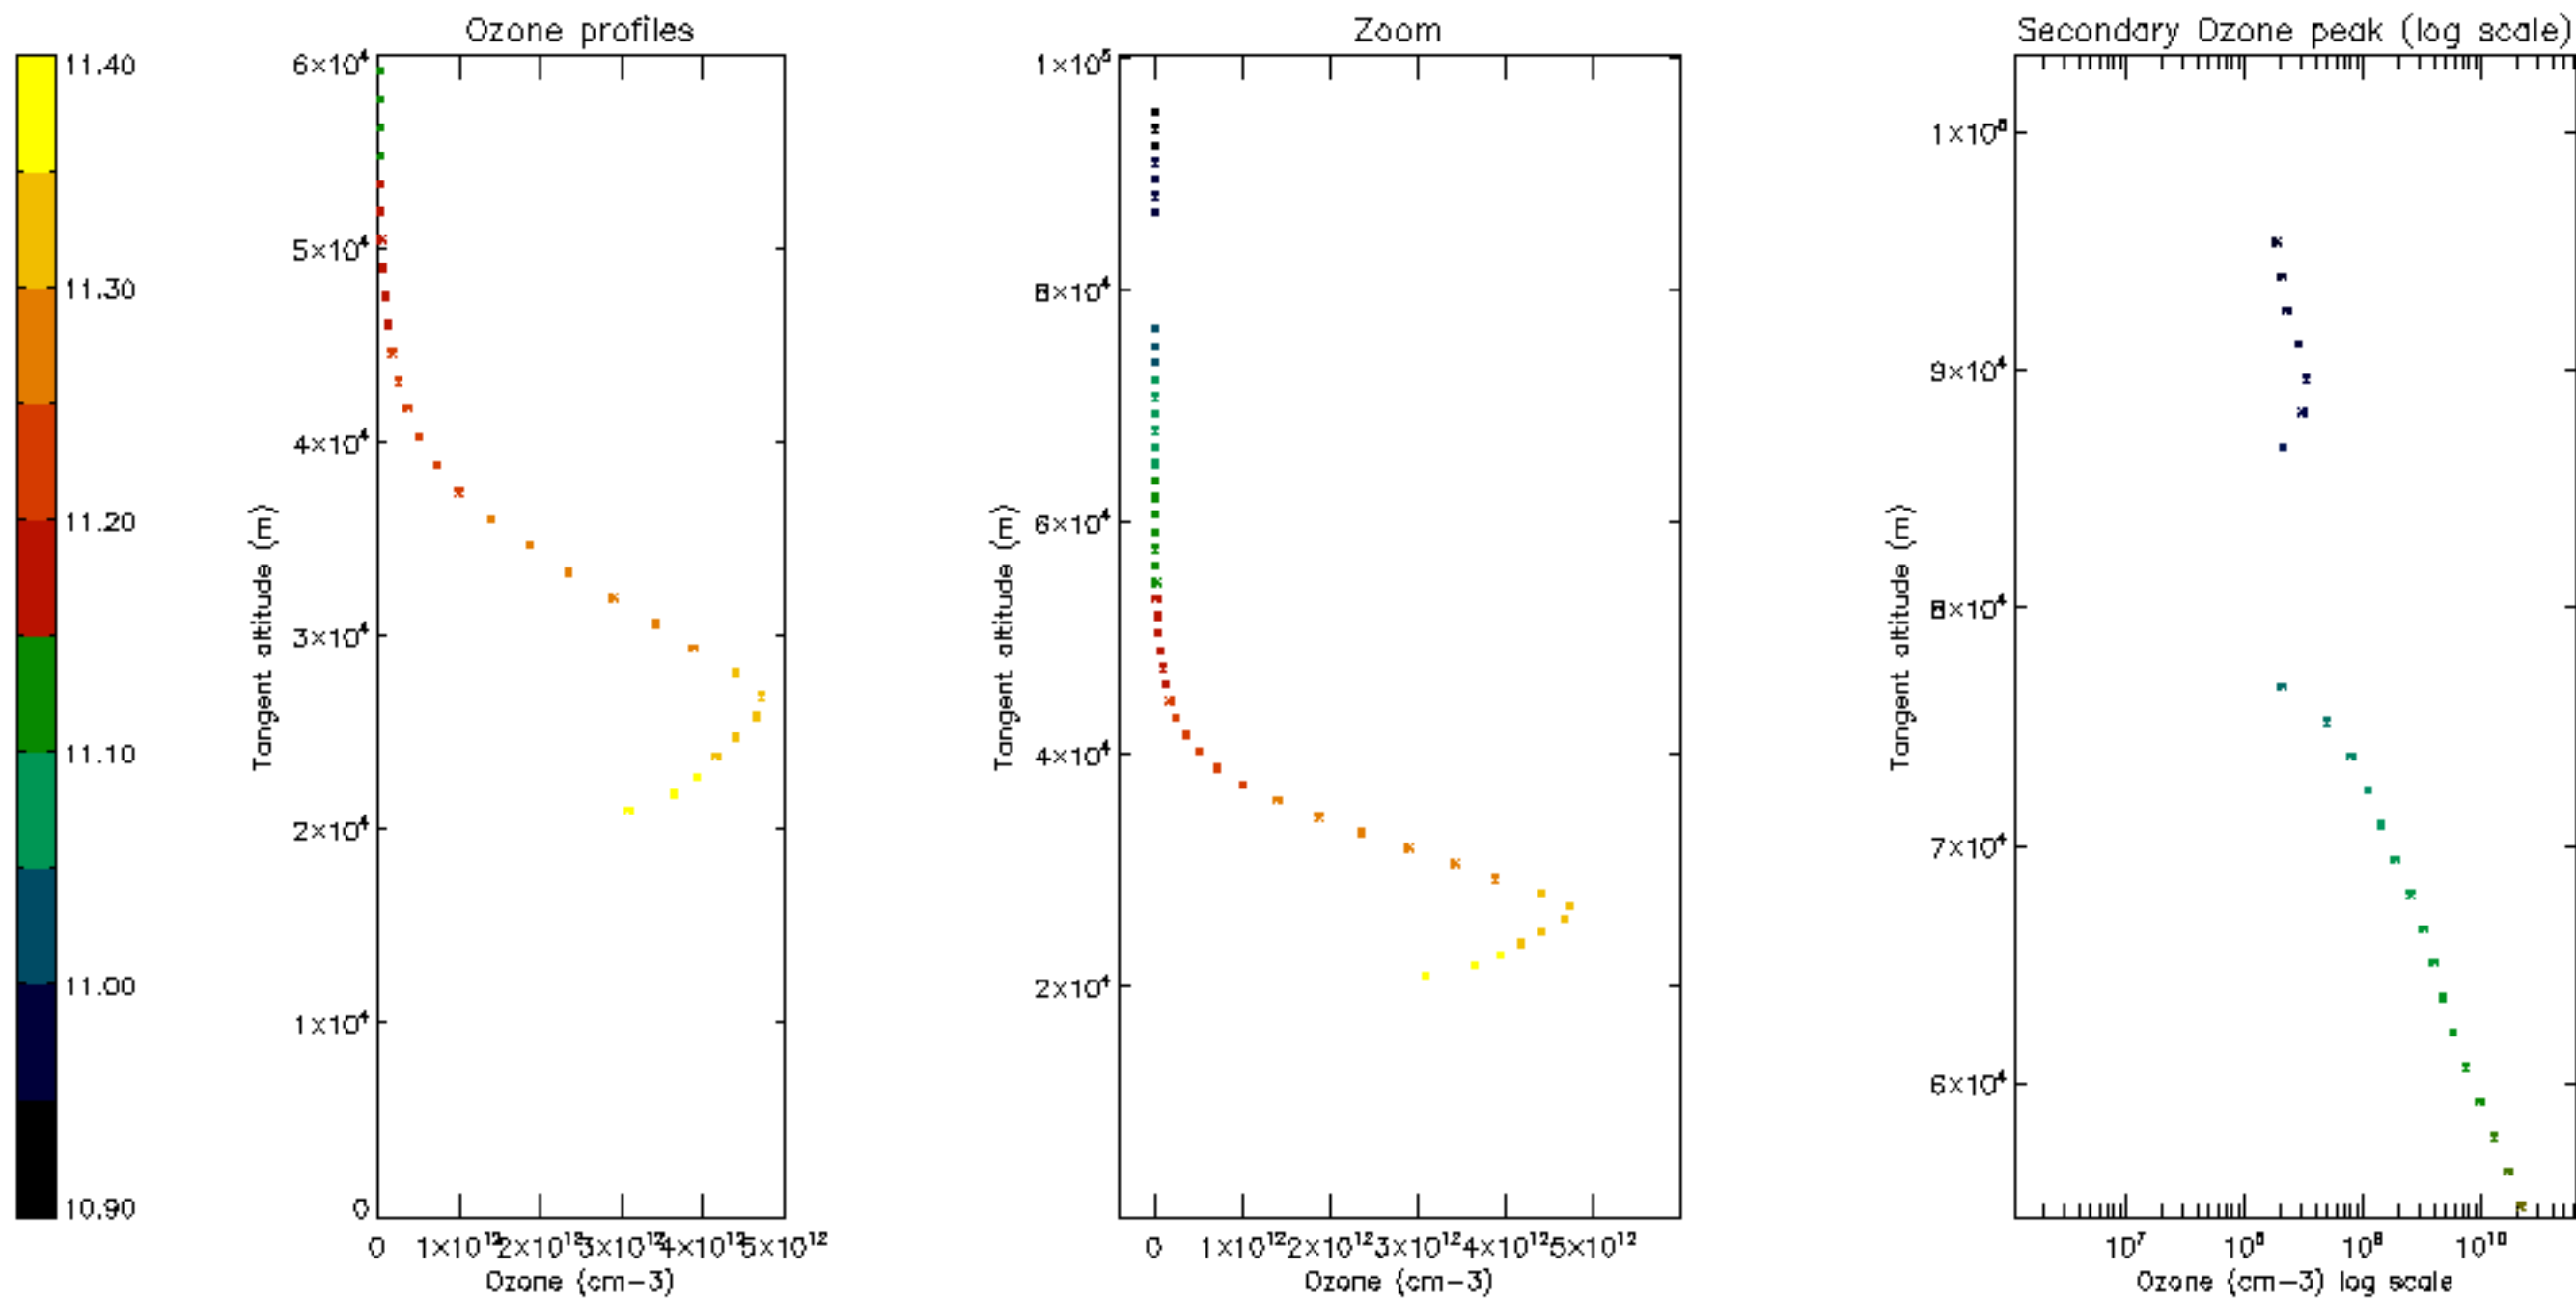 Ozone profiles
Zoom
Secondary Ozone peak (log scale)
11.40
11.30
11.20
11.10
11.00
10.90
6×10⁴
5×10⁴
4×10⁴
3×10⁴
2×10⁴
1×10⁴
0
Tangent altitude (m)
0 1×10¹² 2×10¹² 3×10¹² 4×10¹² 5×10¹²
Ozone (cm-3)
1×10⁵
8×10⁴
6×10⁴
4×10⁴
2×10⁴
Tangent altitude (m)
0 1×10¹² 2×10¹² 3×10¹² 4×10¹² 5×10¹²
Ozone (cm-3)
1×10⁵
9×10⁴
8×10⁴
7×10⁴
6×10⁴
Tangent altitude (m)
10⁷ 10⁸ 10⁹ 10¹⁰
Ozone (cm-3) log scale